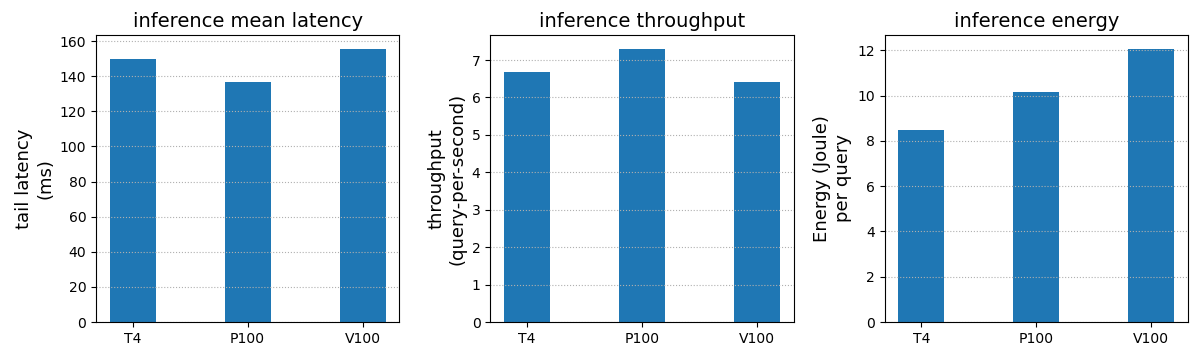 inference mean latency
tail latency
(ms)
160
140
120
100
80
60
40
20
0
T4 P100 V100
inference throughput
throughput
(query-per-second)
7
6
5
4
3
2
1
0
T4 P100 V100
inference energy
Energy (Joule)
per query
12
10
8
6
4
2
0
T4 P100 V100